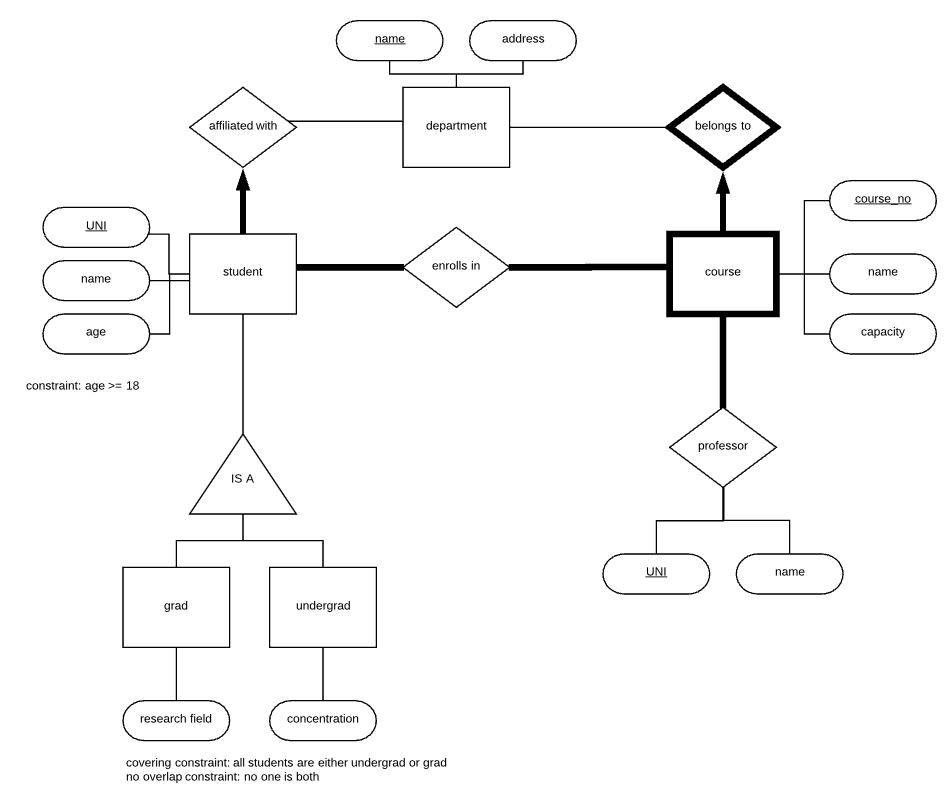 name
address
affiliated with
department
belongs to
UNI
course_no
student
enrolls in
course
name
name
age
capacity
constraint: age >= 18
professor
IS A
UNI
name
grad
undergrad
research field
concentration
covering constraint: all students are either undergrad or grad
no overlap constraint: no one is both